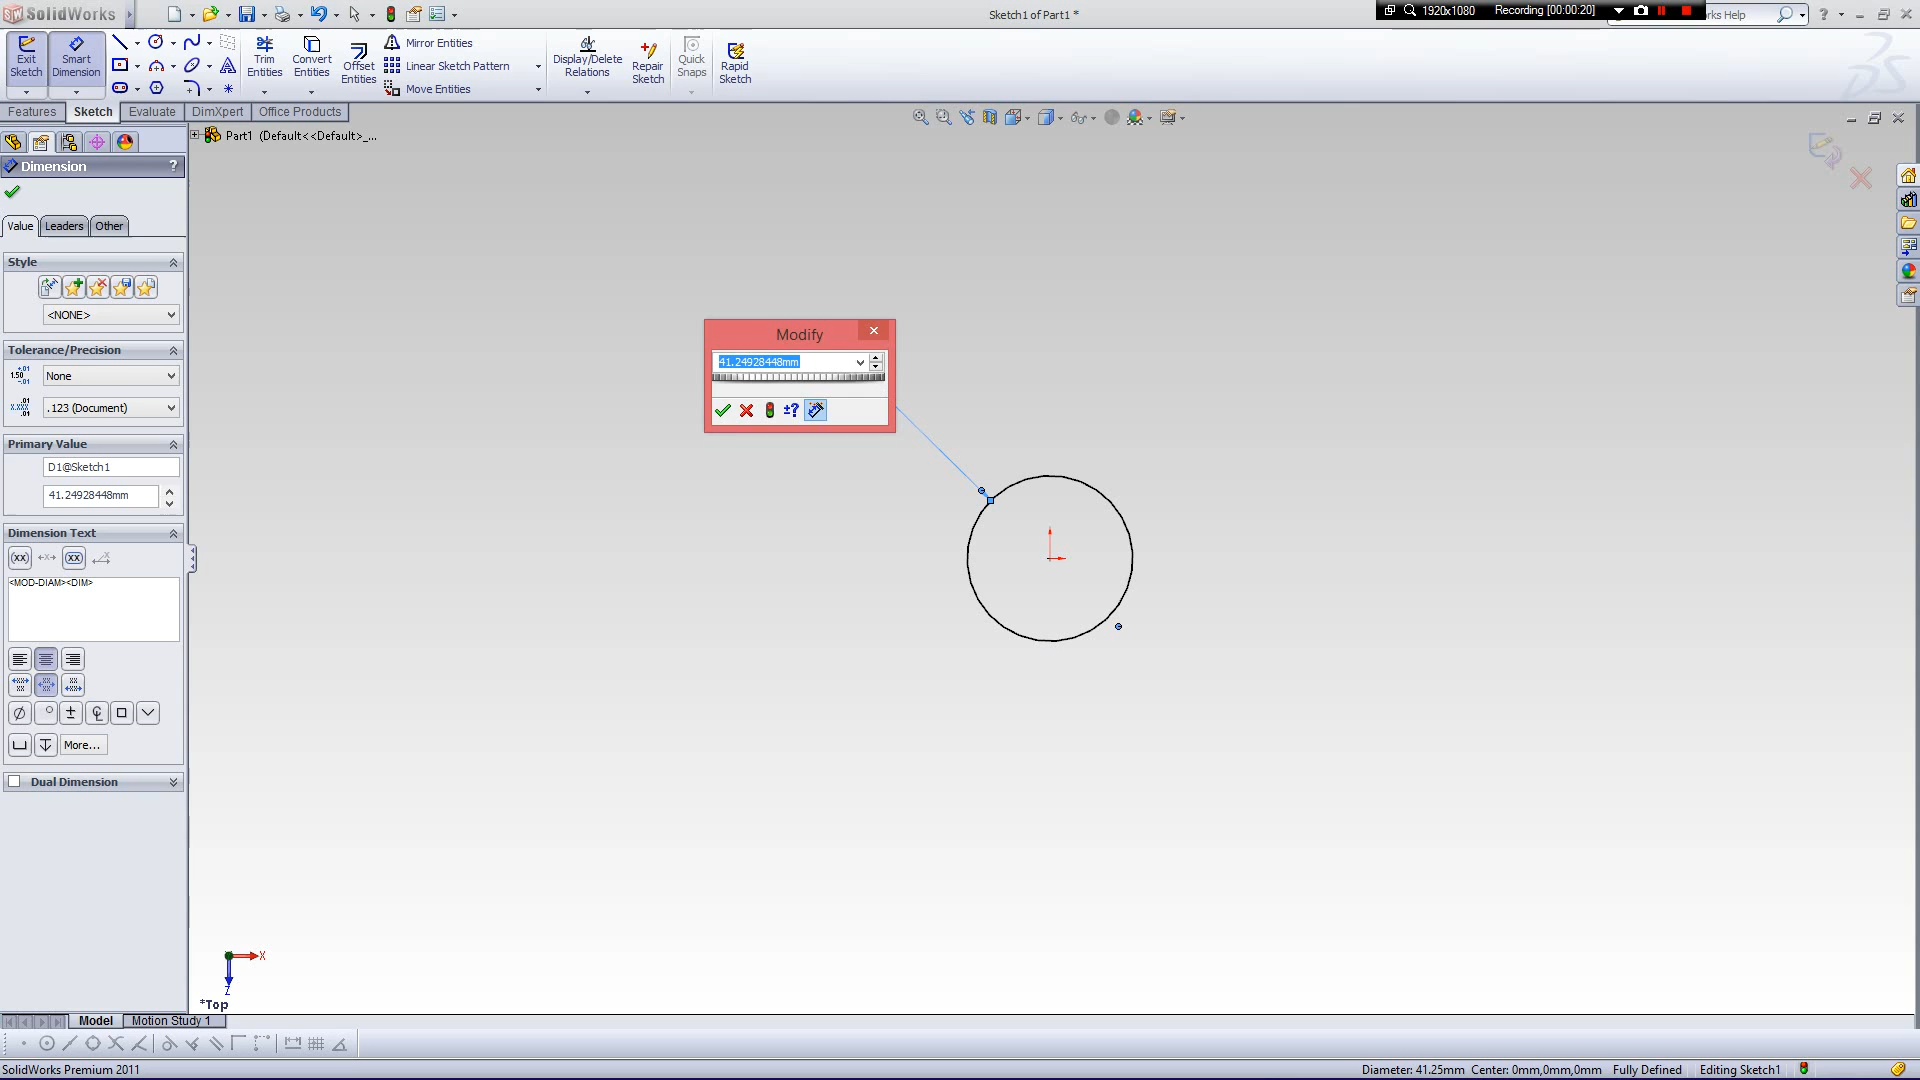 SolidWorks
Sketch1 of Part1 *
1920x1080
Recording [00:00:20]
rks Help
Exit Sketch
Smart Dimension
Trim Entities
Convert Entities
Offset Entities
Mirror Entities
Linear Sketch Pattern
Move Entities
Display/Delete Relations
Repair Sketch
Quick Snaps
Rapid Sketch
Features
Sketch
Evaluate
DimXpert
Office Products
Part1 (Default<<Default>_...
Dimension
?
Value
Leaders
Other
Style
<NONE>
Tolerance/Precision
None
.123 (Document)
Primary Value
D1@Sketch1
41.24928448mm
Dimension Text
<MOD-DIAM><DIM>
More...
Dual Dimension
Modify
41.24928448mm
±?
X
Z
*Top
Model
Motion Study 1
SolidWorks Premium 2011
Diameter: 41.25mm Center: 0mm,0mm,0mm
Fully Defined
Editing Sketch1